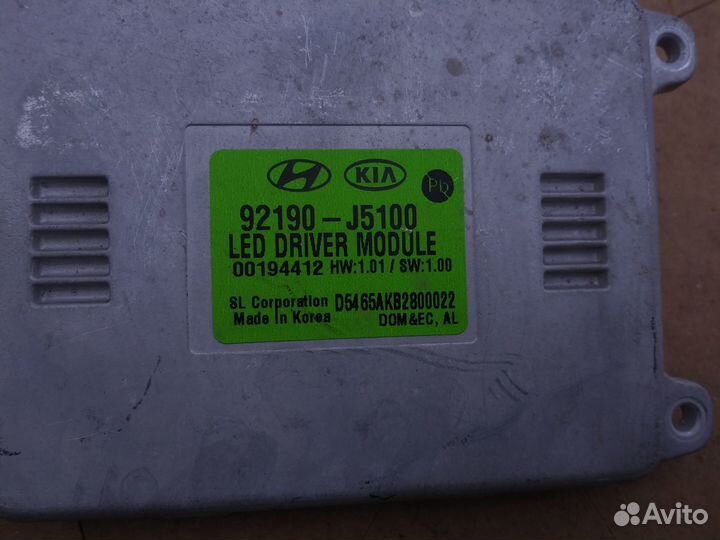 KIA Pb
92190-J5100
LED DRIVER MODULE
00194412 HW:1.01 / SW:1.00
SL Corporation D5465AKB2800022
Made in Korea DOM&EC, AL
Avito